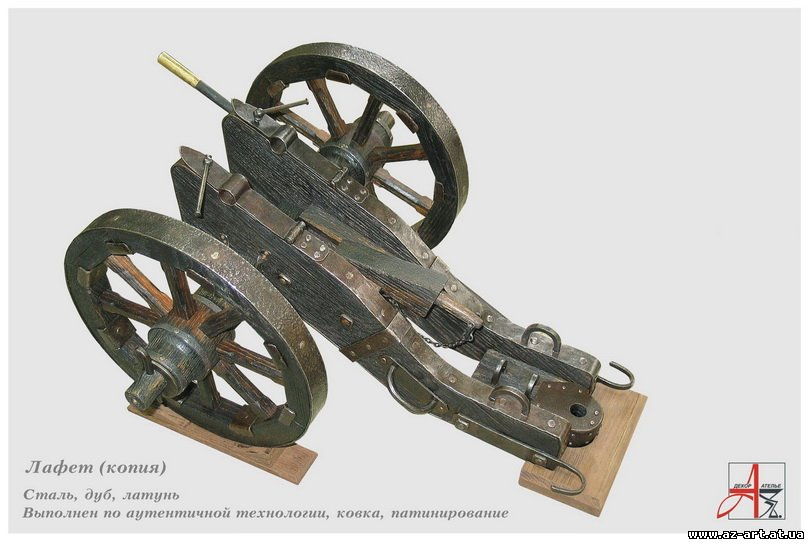 Лафет (копия)
Сталь, дуб, латунь
Выполнен по аутентичной технологии, ковка, патинирование
ДЕКОР АТЕЛЬЕ
www.az-art.at.ua